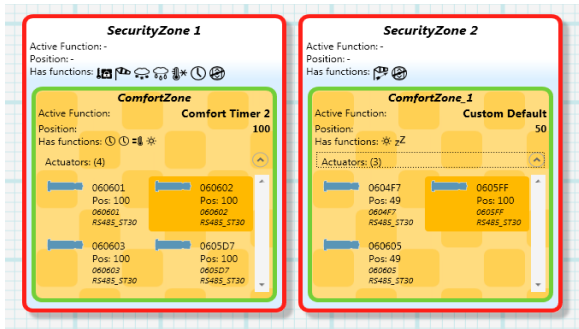 SecurityZone 1
Active Function: -
Position: -
Has functions:
ComfortZone
Active Function: Comfort Timer 2
Position: 100
Has functions:
Actuators: (4)
060601
Pos: 100
060601
RS485_ST30
060602
Pos: 100
060602
RS485_ST30
060603
Pos: 100
060603
RS485_ST30
0605D7
Pos: 100
0605D7
RS485_ST30
SecurityZone 2
Active Function: -
Position: -
Has functions:
ComfortZone_1
Active Function: Custom Default
Position: 50
Has functions: zZ
Actuators: (3)
0604F7
Pos: 49
0604F7
RS485_ST30
0605FF
Pos: 100
0605FF
RS485_ST30
060605
Pos: 49
060605
RS485_ST30